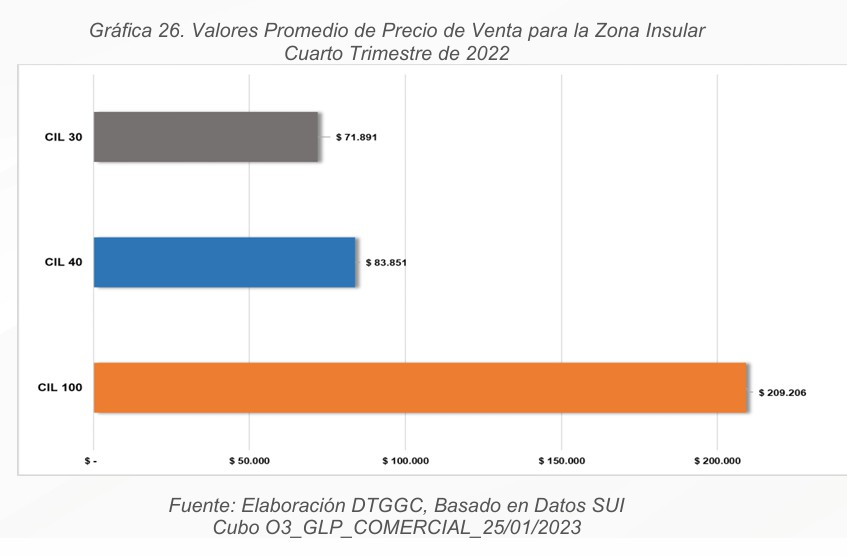 Gráfica 26. Valores Promedio de Precio de Venta para la Zona Insular
Cuarto Trimestre de 2022
CIL 30
$ 71.891
CIL 40
$ 83.851
CIL 100
$ 209.206
$ -
$ 50.000
$ 100.000
$ 150.000
$ 200.000
Fuente: Elaboración DTGGC, Basado en Datos SUI
Cubo O3_GLP_COMERCIAL_25/01/2023